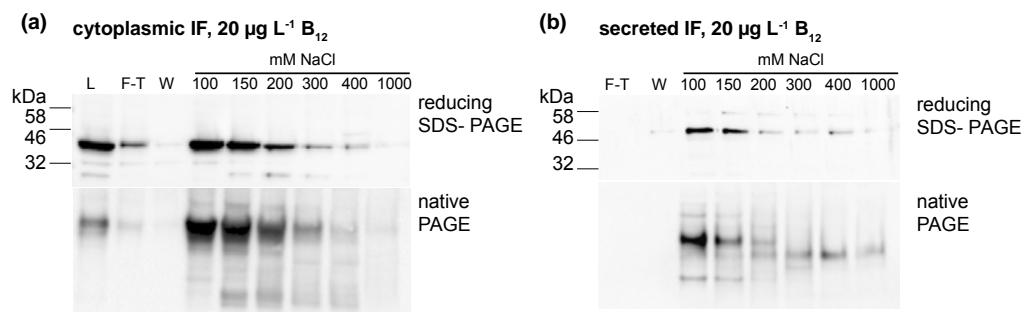 (a) cytoplasmic IF, 20 µg L⁻¹ B₁₂
mM NaCl
L F-T W 100 150 200 300 400 1000
kDa
58
46
32
reducing
SDS- PAGE
native
PAGE
(b) secreted IF, 20 µg L⁻¹ B₁₂
mM NaCl
F-T W 100 150 200 300 400 1000
kDa
58
46
32
reducing
SDS- PAGE
native
PAGE